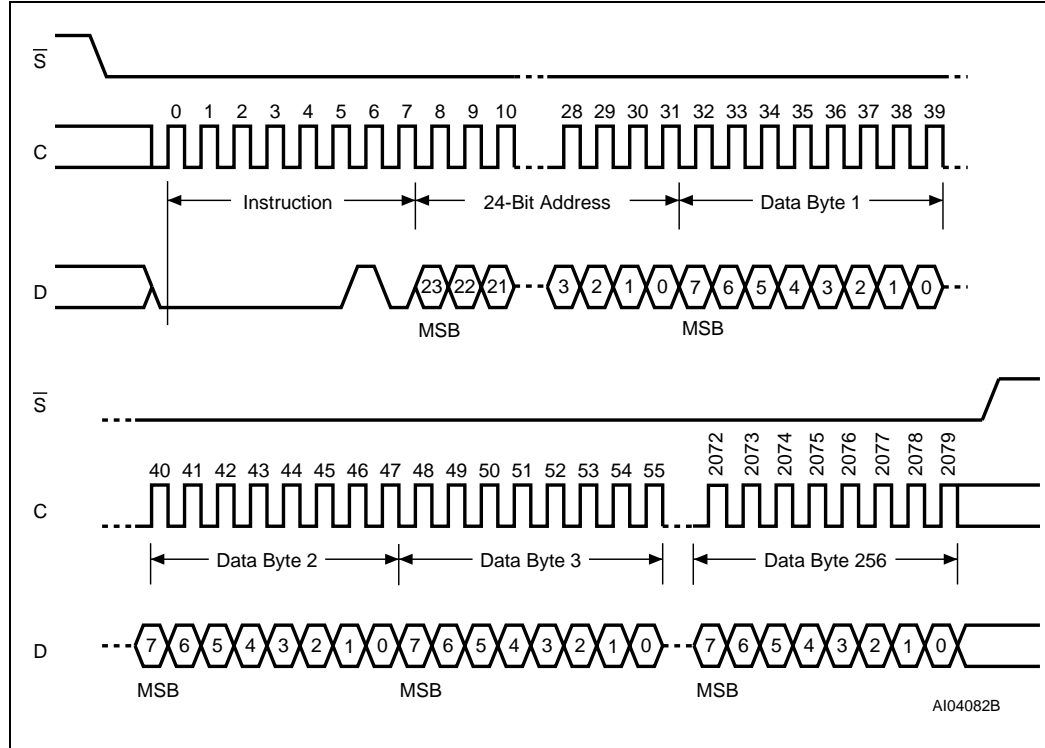 S
0 1 2 3 4 5 6 7 8 9 10 28 29 30 31 32 33 34 35 36 37 38 39
C
Instruction 24-Bit Address Data Byte 1
D 23 22 21 3 2 1 0 7 6 5 4 3 2 1 0
MSB MSB
S
40 41 42 43 44 45 46 47 48 49 50 51 52 53 54 55 2072 2073 2074 2075 2076 2077 2078 2079
C
Data Byte 2 Data Byte 3 Data Byte 256
D 7 6 5 4 3 2 1 0 7 6 5 4 3 2 1 0 7 6 5 4 3 2 1 0
MSB MSB MSB
AI04082B